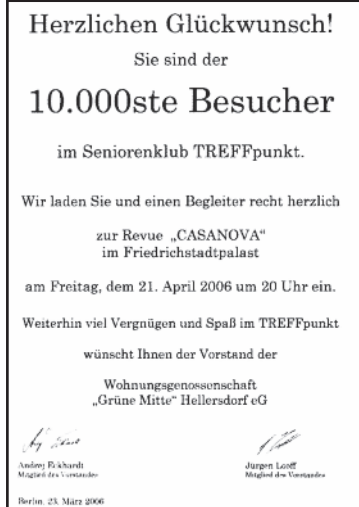 Herzlichen Glückwunsch!
Sie sind der
10.000ste Besucher
im Seniorenklub TREFFpunkt.
Wir laden Sie und einen Begleiter recht herzlich
zur Revue „CASANOVA“
im Friedrichstadtpalast
am Freitag, dem 21. April 2006 um 20 Uhr ein.
Weiterhin viel Vergnügen und Spaß im TREFFpunkt
wünscht Ihnen der Vorstand der
Wohnungsgenossenschaft
„Grüne Mitte“ Hellersdorf eG
Andrej Eckhardt
Jürgen Looff
Mitglied des Vorstandes
Mitglied des Vorstandes
Berlin, 23. März 2006